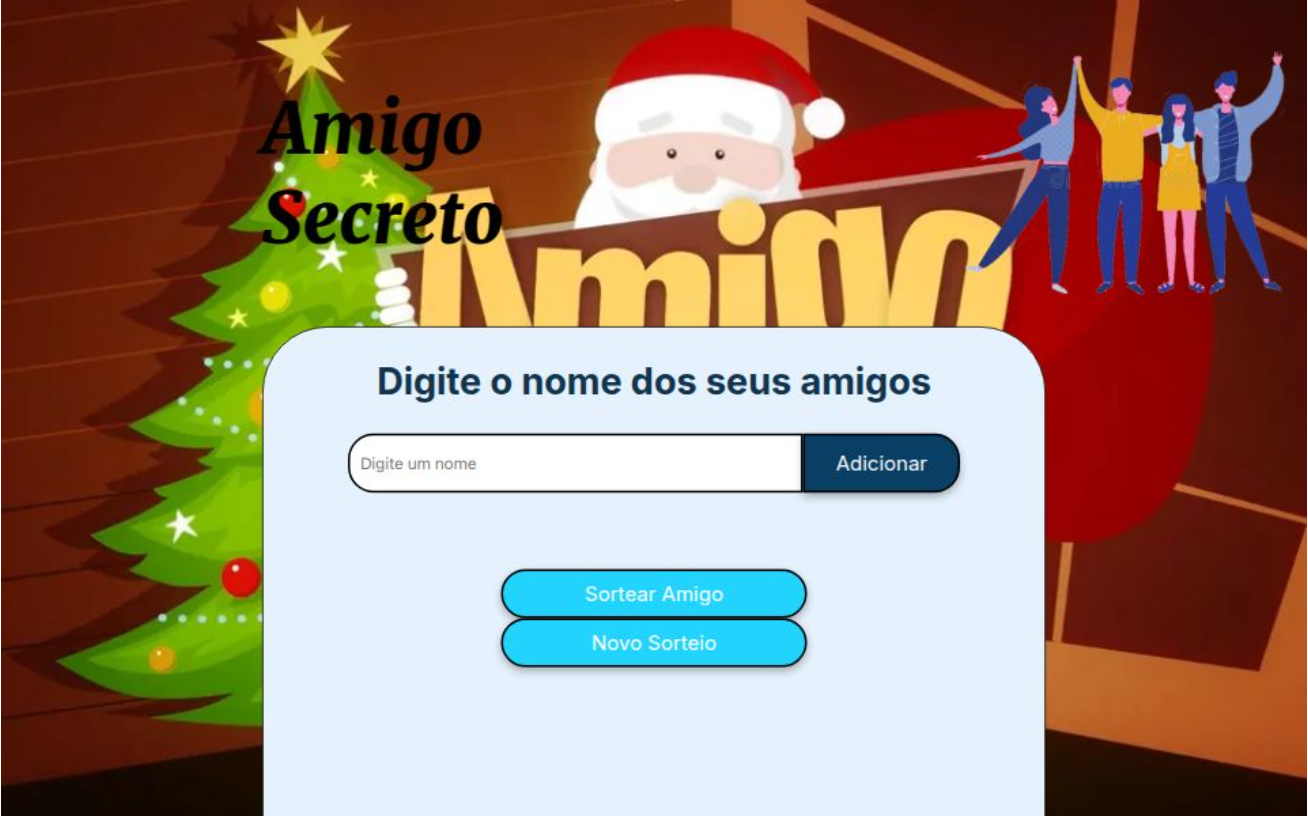 Amigo
Secreto
Amigo
Digite o nome dos seus amigos
Digite um nome
Adicionar
Sortear Amigo
Novo Sorteio